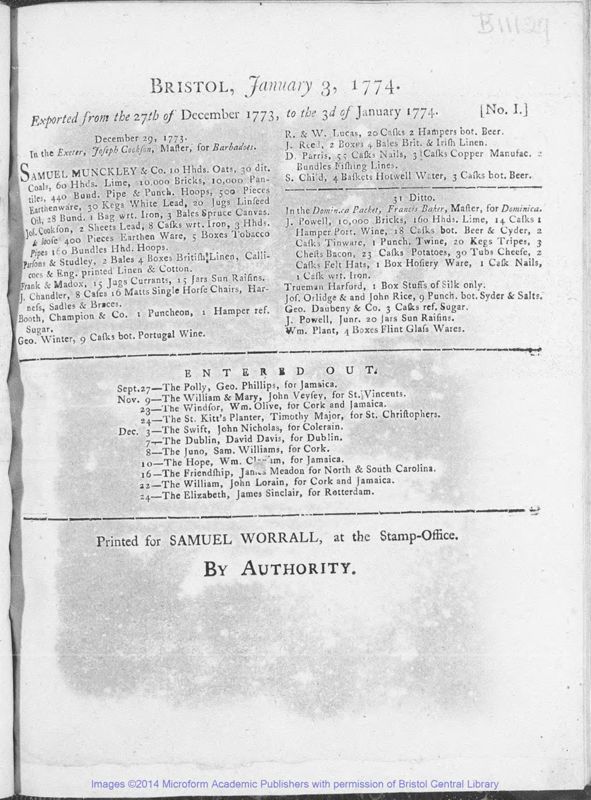 B11129
BRISTOL, January 3, 1774.
Exported from the 27th of December 1773, to the 3d of January 1774. [No. I.]
December 29, 1773.
In the Exeter, Joſeph Cockſon, Maſter, for Barbadoes.
SAMUEL MUNCKLEY & Co. 10 Hhds. Oats, 30 dit.
Coals, 60 Hhds. Lime, 10,000 Bricks, 10,000 Pan-
tiles, 440 Bund. Pipe & Punch. Hoops, 500 Pieces
Earthenware, 30 Kegs White Lead, 20 Jugs Linſeed
Oil, 28 Bund. 1 Bag wrt. Iron, 3 Bales Spruce Canvas.
Joſ. Cookſon, 2 Sheets Lead, 8 Caſks wrt. Iron, 3 Hhds.
& looſe 400 Pieces Earthen Ware, 5 Boxes Tobacco
Pipes 160 Bundles Hhd. Hoops.
Parſons & Studley, 2 Bales 4 Boxes Britiſh Linen, Calli-
coes & Eng. printed Linen & Cotton.
Frank & Madox, 15 Jugs Currants, 15 Jars Sun Raiſins.
J. Chandler, 8 Caſes 16 Matts Single Horſe Chairs, Har-
neſs, Sadles & Braces.
Booth, Champion & Co. 1 Puncheon, 1 Hamper ref.
Sugar.
Geo. Winter, 9 Caſks bot. Portugal Wine.
R. & W. Lucas, 20 Caſks 2 Hampers bot. Beer.
J. Reed, 2 Boxes 4 Bales Brit. & Iriſh Linen.
D. Parris, 55 Caſks Nails, 3 Caſks Copper Manufac. 2
Bundles Fiſhing Lines.
S. Child, 4 Baſkets Hotwell Water, 3 Caſks bot. Beer.
31 Ditto.
In the Dominica Packet, Francis Baker, Maſter, for Dominica.
J. Powell, 10,000 Bricks, 160 Hhds. Lime, 14 Caſks 1
Hamper Port Wine, 18 Caſks bot. Beer & Cyder, 2
Caſks Tinware, 1 Punch. Twine, 20 Kegs Tripes, 3
Cheſts Bacon, 23 Caſks Potatoes, 30 Tubs Cheeſe, 2
Caſks Felt Hats, 1 Box Hoſiery Ware, 1 Caſk Nails,
1 Caſk wrt. Iron.
Trueman Harford, 1 Box Stuffs of Silk only.
Joſ. Orlidge & and John Rice, 9 Punch. bot. Syder & Salts.
Geo. Daubeny & Co. 3 Caſks ref. Sugar.
J. Powell, Junr. 20 Jars Sun Raiſins.
Wm. Plant, 4 Boxes Flint Glaſs Wares.
ENTERED OUT.
Sept. 27—The Polly, Geo. Phillips, for Jamaica.
Nov. 9—The William & Mary, John Veyſey, for St. Vincents.
23—The Windſor, Wm. Olive, for Cork and Jamaica.
24—The St. Kitt's Planter, Timothy Major, for St. Chriſtophers.
Dec. 3—The Swift, John Nicholas, for Colerain.
7—The Dublin, David Davis, for Dublin.
8—The Juno, Sam. Williams, for Cork.
10—The Hope, Wm. for Jamaica.
16—The Friendſhip, James Meadon for North & South Carolina.
22—The William, John Lorain, for Cork and Jamaica.
24—The Elizabeth, James Sinclair, for Rotterdam.
Printed for SAMUEL WORRALL, at the Stamp-Office.
BY AUTHORITY.
Images ©2014 Microform Academic Publishers with permission of Bristol Central Library